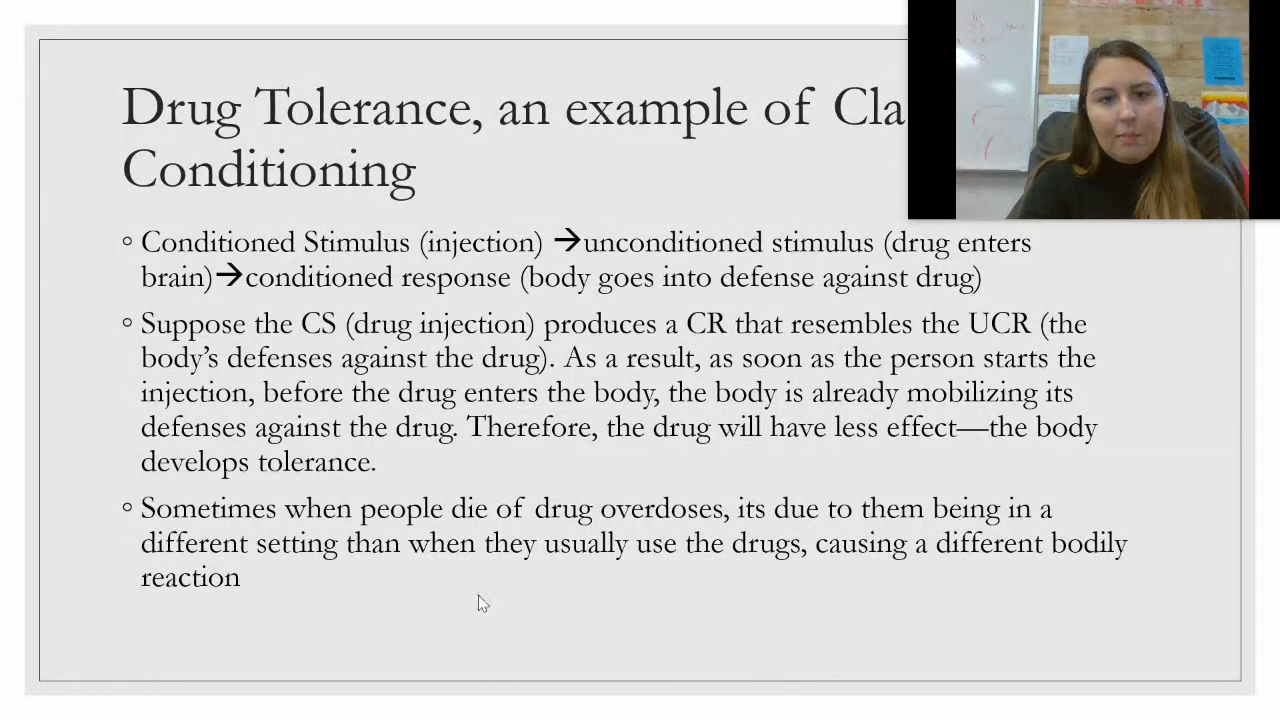 Drug Tolerance, an example of Cla
Conditioning
◦ Conditioned Stimulus (injection) →unconditioned stimulus (drug enters
brain)→conditioned response (body goes into defense against drug)
◦ Suppose the CS (drug injection) produces a CR that resembles the UCR (the
body’s defenses against the drug). As a result, as soon as the person starts the
injection, before the drug enters the body, the body is already mobilizing its
defenses against the drug. Therefore, the drug will have less effect—the body
develops tolerance.
◦ Sometimes when people die of drug overdoses, its due to them being in a
different setting than when they usually use the drugs, causing a different bodily
reaction